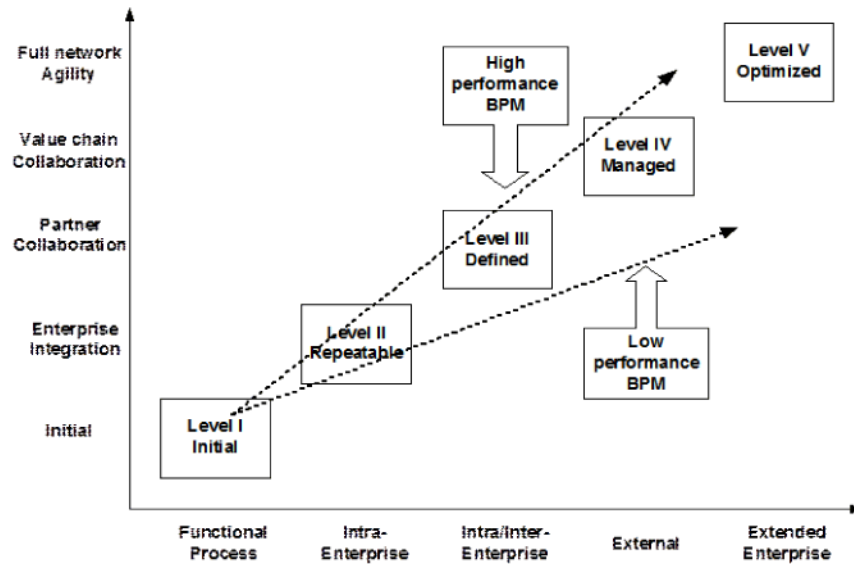 Full network
Agility
High
performance
BPM
Level V
Optimized
Value chain
Collaboration
Level IV
Managed
Partner
Collaboration
Level III
Defined
Enterprise
Integration
Level II
Repeatable
Low
performance
BPM
Initial
Level I
Initial
Functional
Process
Intra-
Enterprise
Intra/Inter-
Enterprise
External
Extended
Enterprise